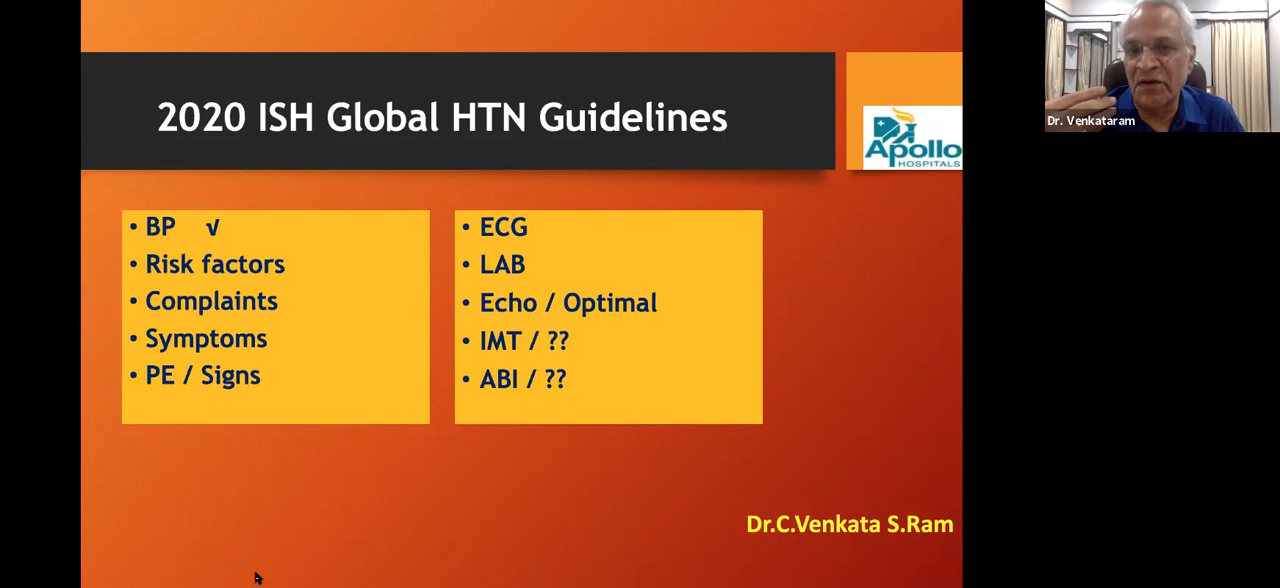 2020 ISH Global HTN Guidelines
Apollo
HOSPITALS
Dr. Venkataram
• BP √
• Risk factors
• Complaints
• Symptoms
• PE / Signs
• ECG
• LAB
• Echo / Optimal
• IMT / ??
• ABI / ??
Dr.C.Venkata S.Ram